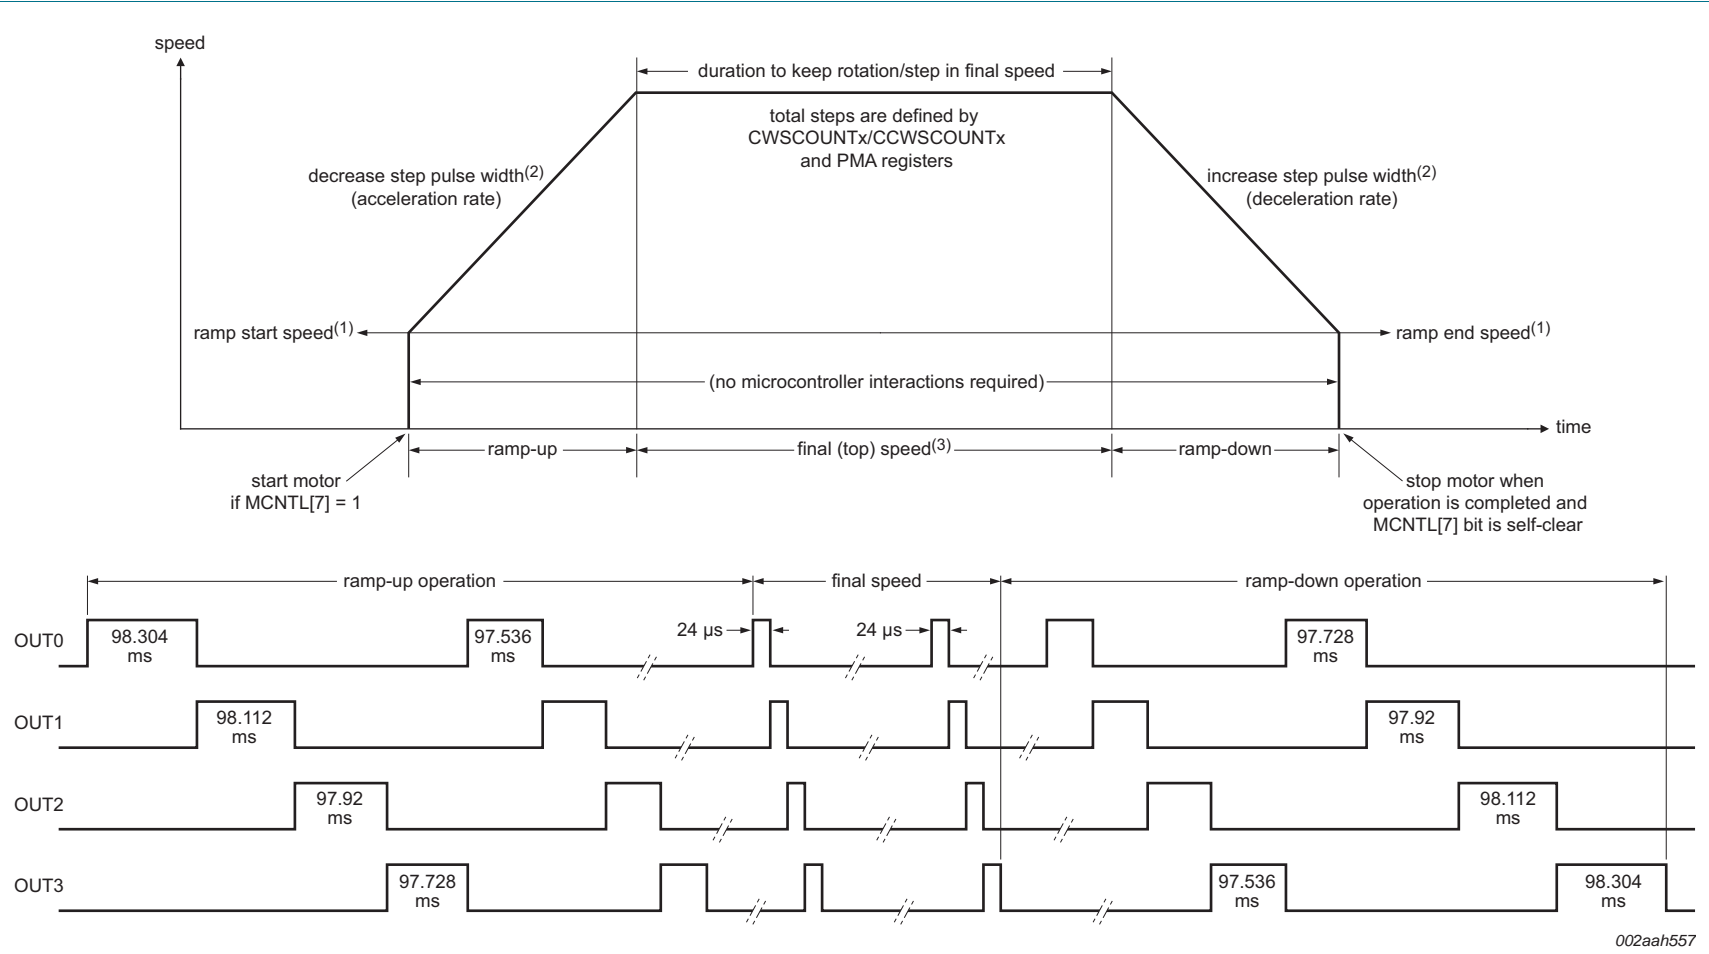 speed
duration to keep rotation/step in final speed
total steps are defined by
CWSCOUNTx/CCWSCOUNTx
and PMA registers
decrease step pulse width(2)
(acceleration rate)
increase step pulse width(2)
(deceleration rate)
ramp start speed(1)
ramp end speed(1)
(no microcontroller interactions required)
time
ramp-up
final (top) speed(3)
ramp-down
start motor
if MCNTL[7] = 1
stop motor when
operation is completed and
MCNTL[7] bit is self-clear
ramp-up operation
final speed
ramp-down operation
OUT0
98.304
ms
97.536
ms
24 μs
24 μs
97.728
ms
OUT1
98.112
ms
97.92
ms
OUT2
97.92
ms
98.112
ms
OUT3
97.728
ms
97.536
ms
98.304
ms
002aah557